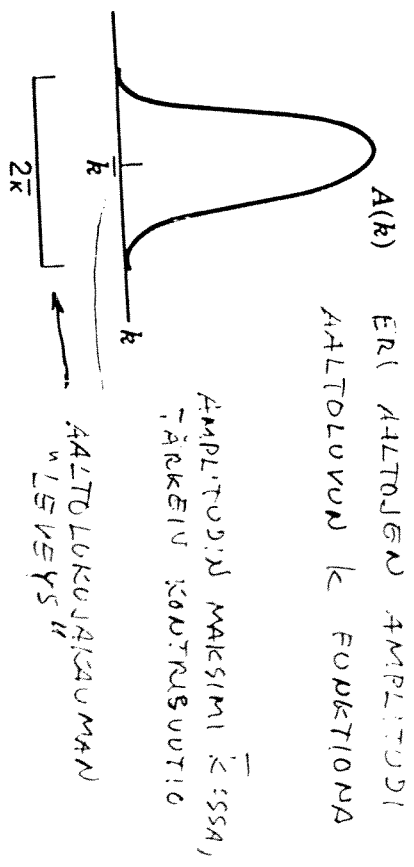 A(k)
ERI AALTOJEN AMPLITUDI
AALTOLUVUN k FUNKTIONA
k̄
k
2κ̄
AMPLITUDIN MAKSIMI k̄:SSA,
TÄRKEIN KONTRIBUUTIO
AALTOLUKUJAKAUMAN
"LEVEYS"